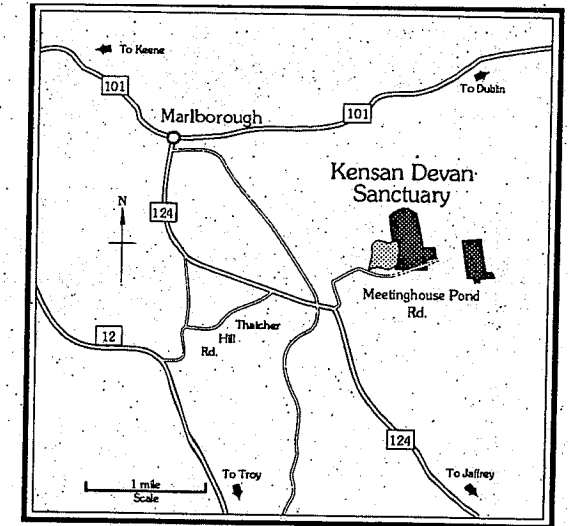 To Keene
101
To Dublin
101
Marlborough
Kensan Devan
Sanctuary
N
124
Meetinghouse Pond
Rd.
Thatcher
Hill
Rd.
12
124
1 mile
Scale
To Troy
To Jaffrey